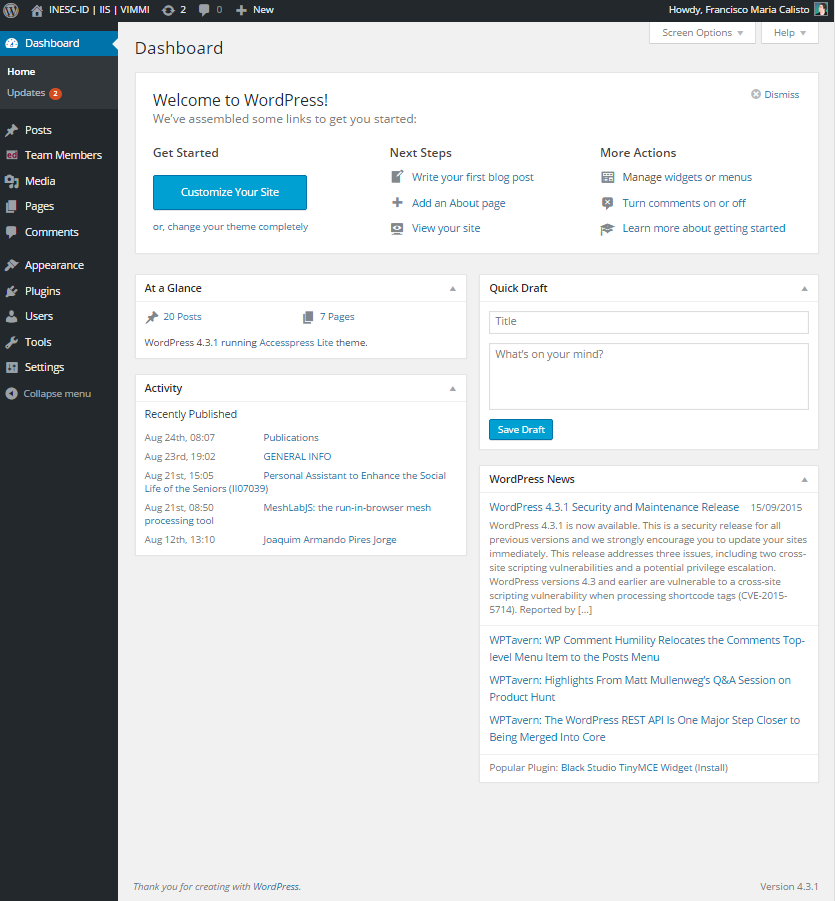 INESC-ID | IIS | VIMMI 2 0 New Howdy, Francisco Maria Calisto
Dashboard
Home
Updates 2
Posts
Team Members
Media
Pages
Comments
Appearance
Plugins
Users
Tools
Settings
Collapse menu
Screen Options Help
Dashboard
Welcome to WordPress!
Dismiss
We've assembled some links to get you started:
Get Started
Customize Your Site
or, change your theme completely
Next Steps
Write your first blog post
Add an About page
View your site
More Actions
Manage widgets or menus
Turn comments on or off
Learn more about getting started
At a Glance
20 Posts 7 Pages
WordPress 4.3.1 running Accesspress Lite theme.
Activity
Recently Published
Aug 24th, 08:07 Publications
Aug 23rd, 19:02 GENERAL INFO
Aug 21st, 15:05 Personal Assistant to Enhance the Social
Life of the Seniors (II07039)
Aug 21st, 08:50 MeshLabJS: the run-in-browser mesh
processing tool
Aug 12th, 13:10 Joaquim Armando Pires Jorge
Quick Draft
Title
What's on your mind?
Save Draft
WordPress News
WordPress 4.3.1 Security and Maintenance Release 15/09/2015
WordPress 4.3.1 is now available. This is a security release for all
previous versions and we strongly encourage you to update your sites
immediately. This release addresses three issues, including two cross-
site scripting vulnerabilities and a potential privilege escalation.
WordPress versions 4.3 and earlier are vulnerable to a cross-site
scripting vulnerability when processing shortcode tags (CVE-2015-
5714). Reported by [...]
WPTavern: WP Comment Humility Relocates the Comments Top-
level Menu Item to the Posts Menu
WPTavern: Highlights From Matt Mullenweg's Q&A Session on
Product Hunt
WPTavern: The WordPress REST API Is One Major Step Closer to
Being Merged Into Core
Popular Plugin: Black Studio TinyMCE Widget (Install)
Thank you for creating with WordPress.
Version 4.3.1